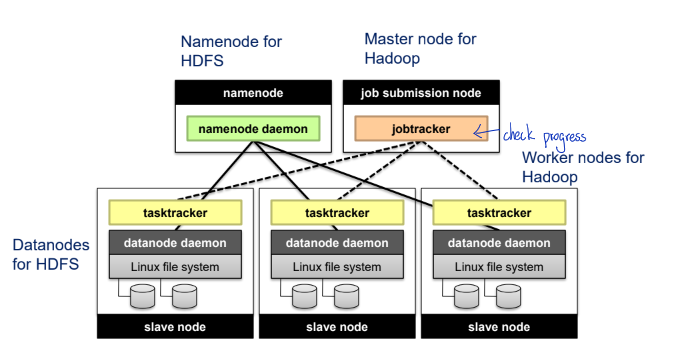 Namenode for
HDFS
Master node for
Hadoop
namenode
job submission node
namenode daemon
jobtracker
check progress
Worker nodes for
Hadoop
tasktracker
tasktracker
tasktracker
Datanodes
for HDFS
datanode daemon
datanode daemon
datanode daemon
Linux file system
Linux file system
Linux file system
slave node
slave node
slave node